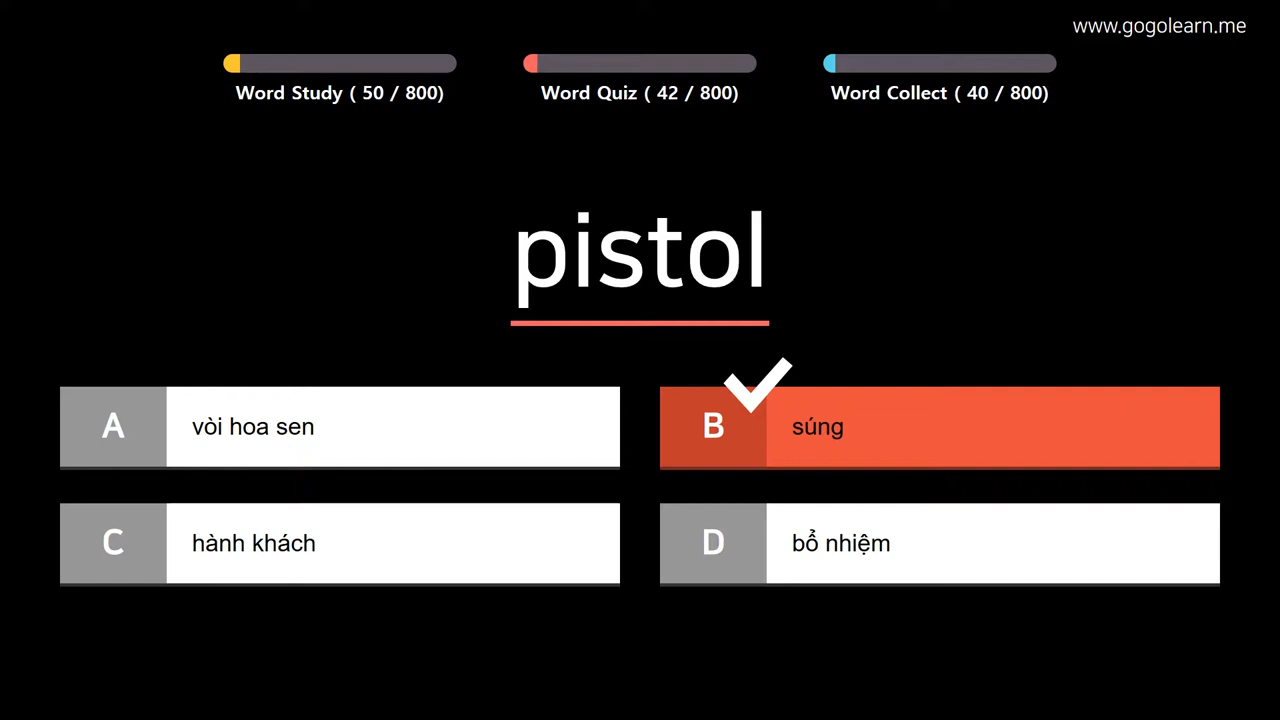 www.gogolearn.me
Word Study ( 50 / 800)
Word Quiz ( 42 / 800)
Word Collect ( 40 / 800)
pistol
A vòi hoa sen
B súng
C hành khách
D bổ nhiệm